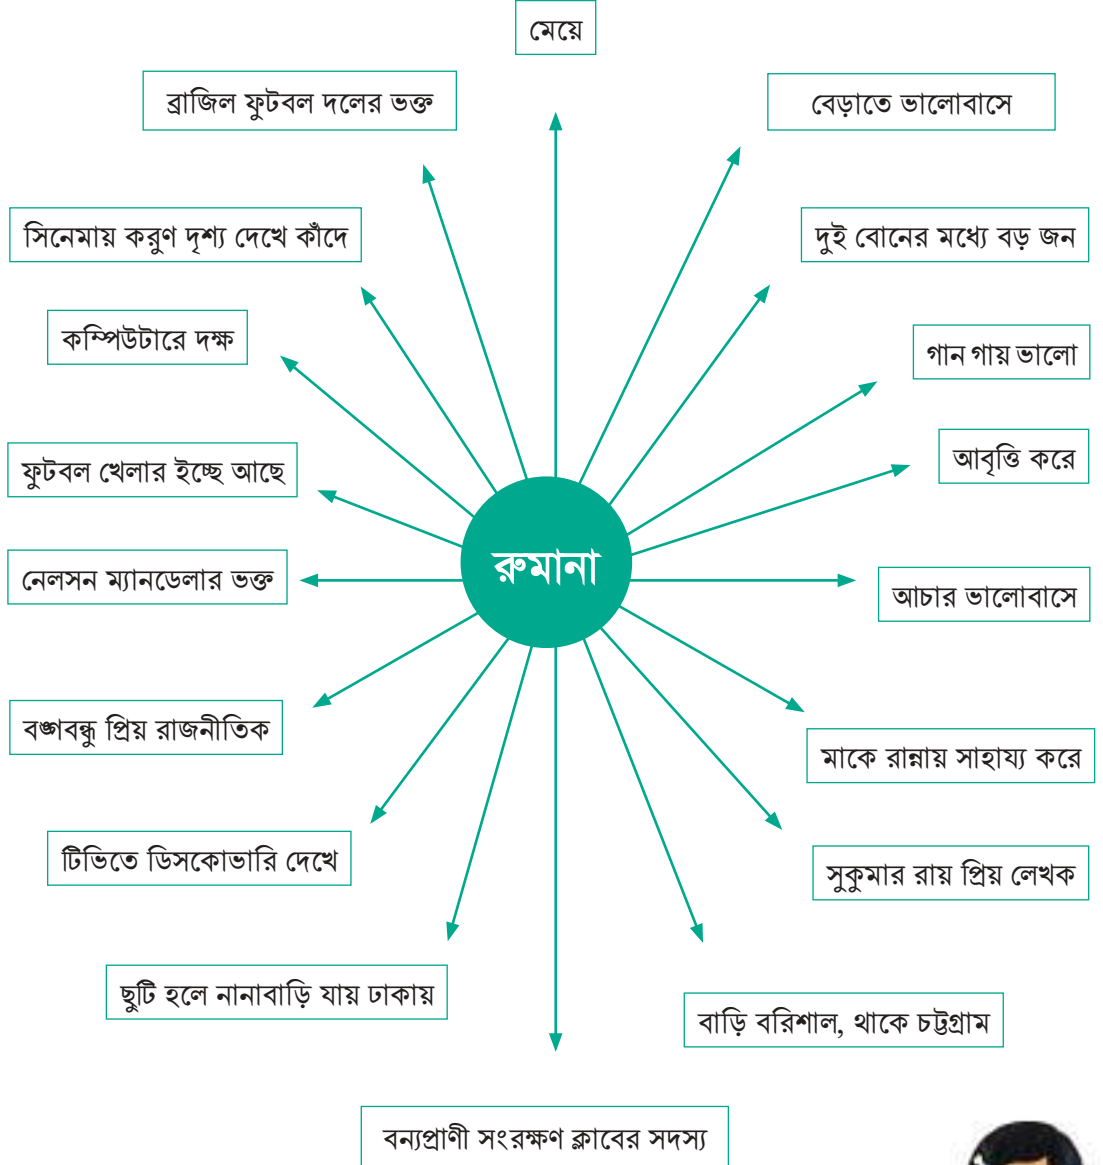 মেয়ে
ব্রাজিল ফুটবল দলের ভক্ত
বেড়াতে ভালোবাসে
সিনেমায় করুণ দৃশ্য দেখে কাঁদে
দুই বোনের মধ্যে বড় জন
কম্পিউটারে দক্ষ
গান গায় ভালো
ফুটবল খেলার ইচ্ছে আছে
আবৃত্তি করে
রুমানা
নেলসন ম্যানডেলার ভক্ত
আচার ভালোবাসে
বঙ্গবন্ধু প্রিয় রাজনীতিক
মাকে রান্নায় সাহায্য করে
টিভিতে ডিসকোভারি দেখে
সুকুমার রায় প্রিয় লেখক
ছুটি হলে নানাবাড়ি যায় ঢাকায়
বাড়ি বরিশাল, থাকে চট্টগ্রাম
বন্যপ্রাণী সংরক্ষণ ক্লাবের সদস্য